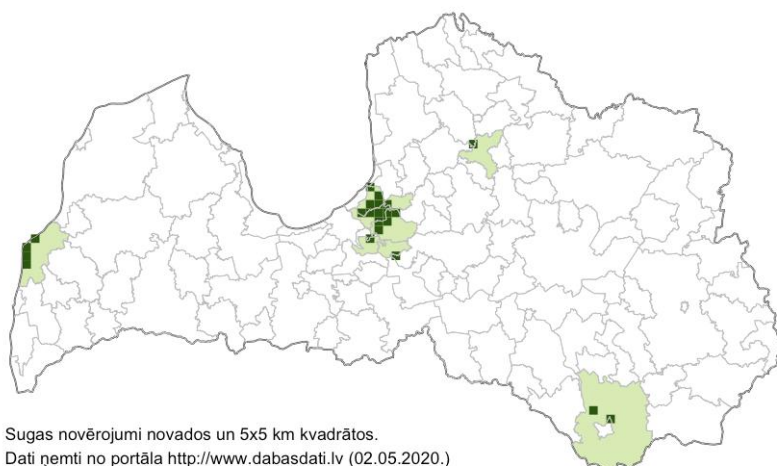 Sugas novērojumi novados un 5x5 km kvadrātos.
Dati ņemti no portāla http://www.dabasdati.lv (02.05.2020.)